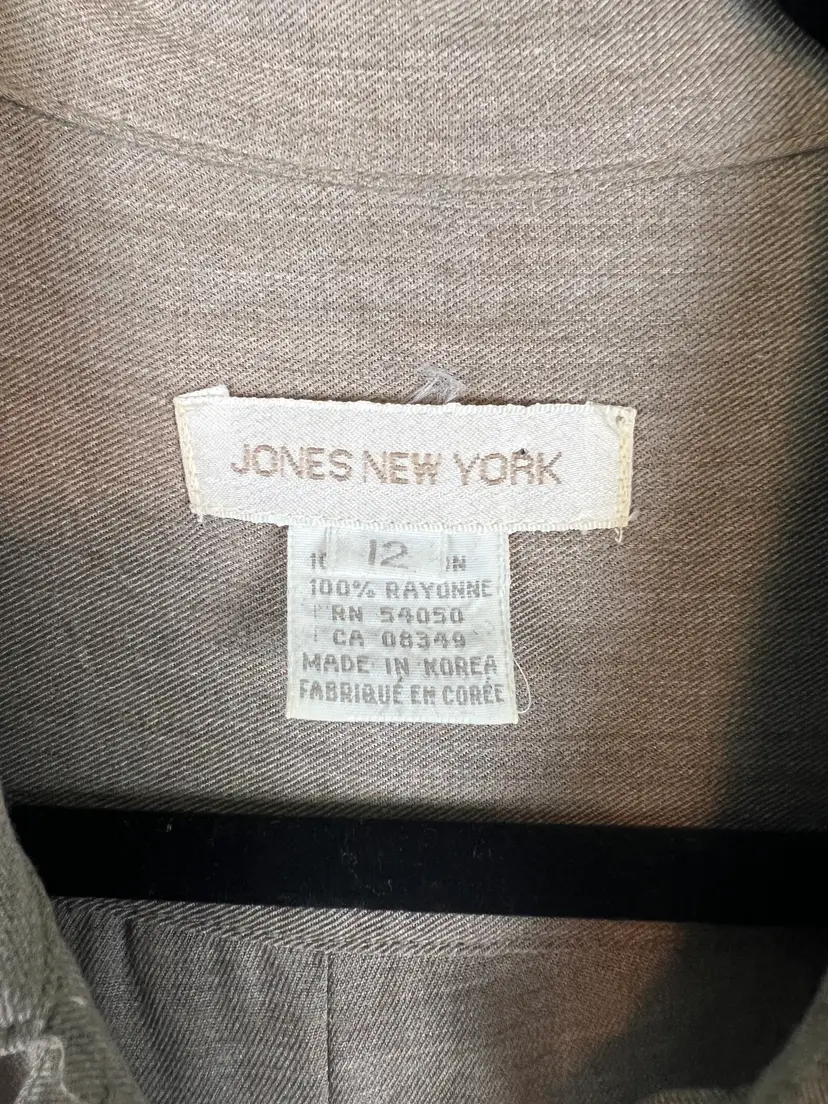 JONES NEW YORK
12
100% RAYONNE
RN 54050
CA 08349
MADE IN KOREA
FABRIQUÉ EN CORÉE